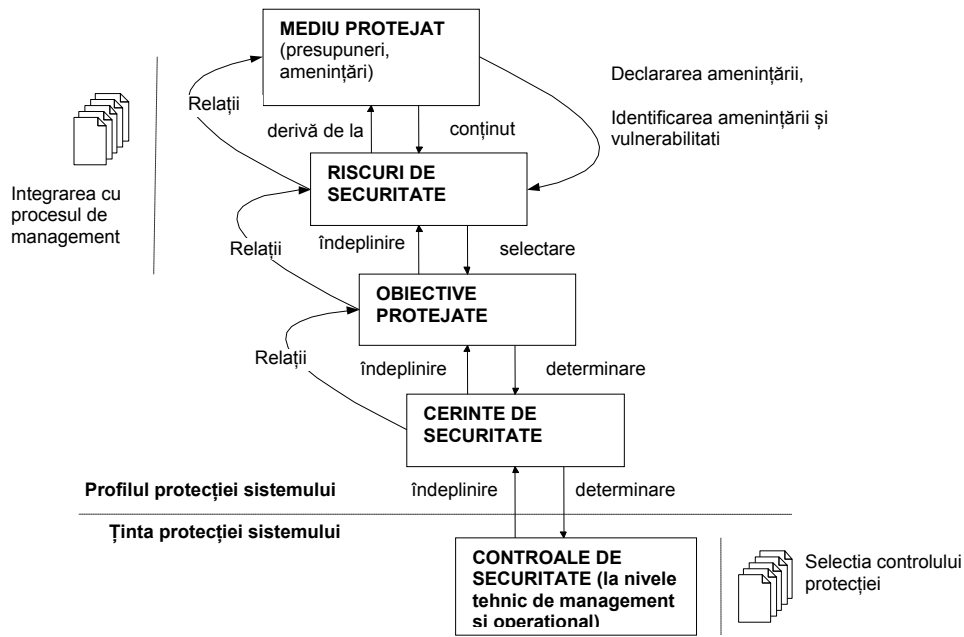 MEDIU PROTEJAT
(presupuneri,
amenințări)
Declararea amenințării,
Relații
Identificarea amenințării și
vulnerabilitati
derivă de la
conținut
RISCURI DE
SECURITATE
Integrarea cu
procesul de
management
Relații
îndeplinire
selectare
OBIECTIVE
PROTEJATE
Relații
îndeplinire
determinare
CERINTE DE
SECURITATE
Profilul protecției sistemului
îndeplinire
determinare
Ținta protecției sistemului
CONTROALE DE
SECURITATE (la nivele
tehnic de management
si operational)
Selectia controlului
protecției